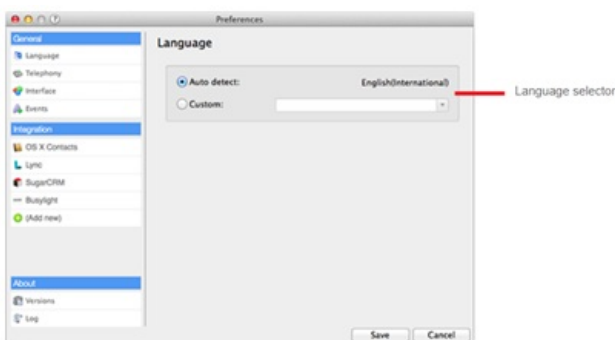 Preferences
General
Language
Telephony
Interface
Events
Integration
OS X Contacts
Lync
SugarCRM
Busylight
(Add new)
About
Versions
Log
Language
Auto detect:
English(International)
Custom:
Save
Cancel
Language selector